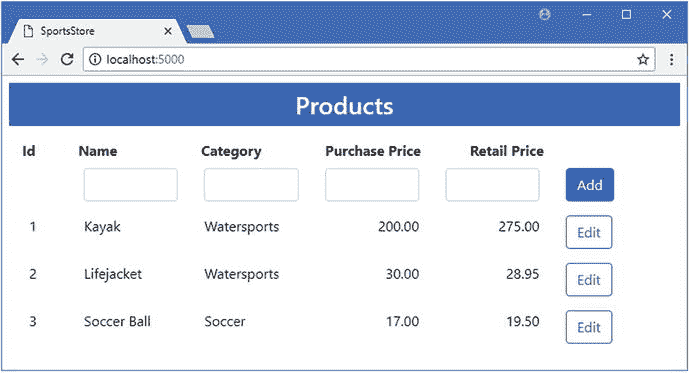 SportsStore
localhost:5000
Products
Id Name Category Purchase Price Retail Price
Add
1 Kayak Watersports 200.00 275.00 Edit
2 Lifejacket Watersports 30.00 28.95 Edit
3 Soccer Ball Soccer 17.00 19.50 Edit